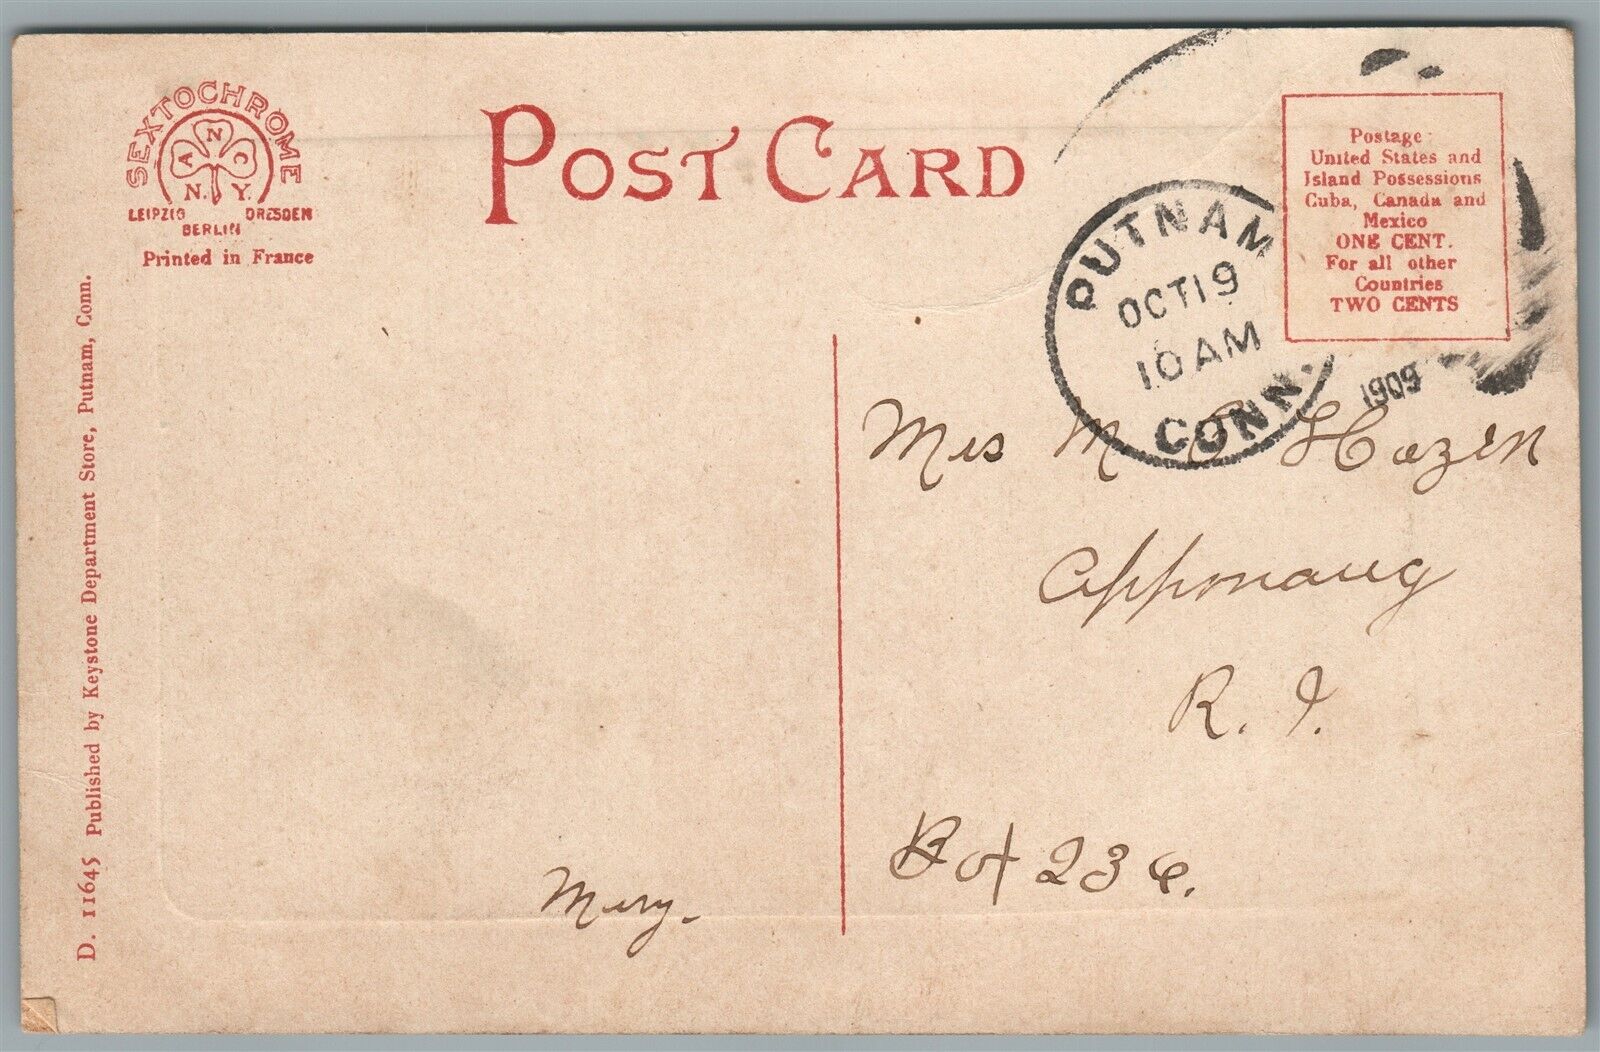 SEXTOCHROME
A N C
N. Y.
LEIPZIG DRESDEN
BERLIN
Printed in France
POST CARD
PUTNAM
OCT 19
10 AM
CONN.
1909
Postage
United States and
Island Possessions
Cuba, Canada and
Mexico
ONE CENT.
For all other
Countries
TWO CENTS
D. 11645 Published by Keystone Department Store, Putnam, Conn.
Mrs M Hazen
Apponaug
R. I.
Box 236.
Mary.